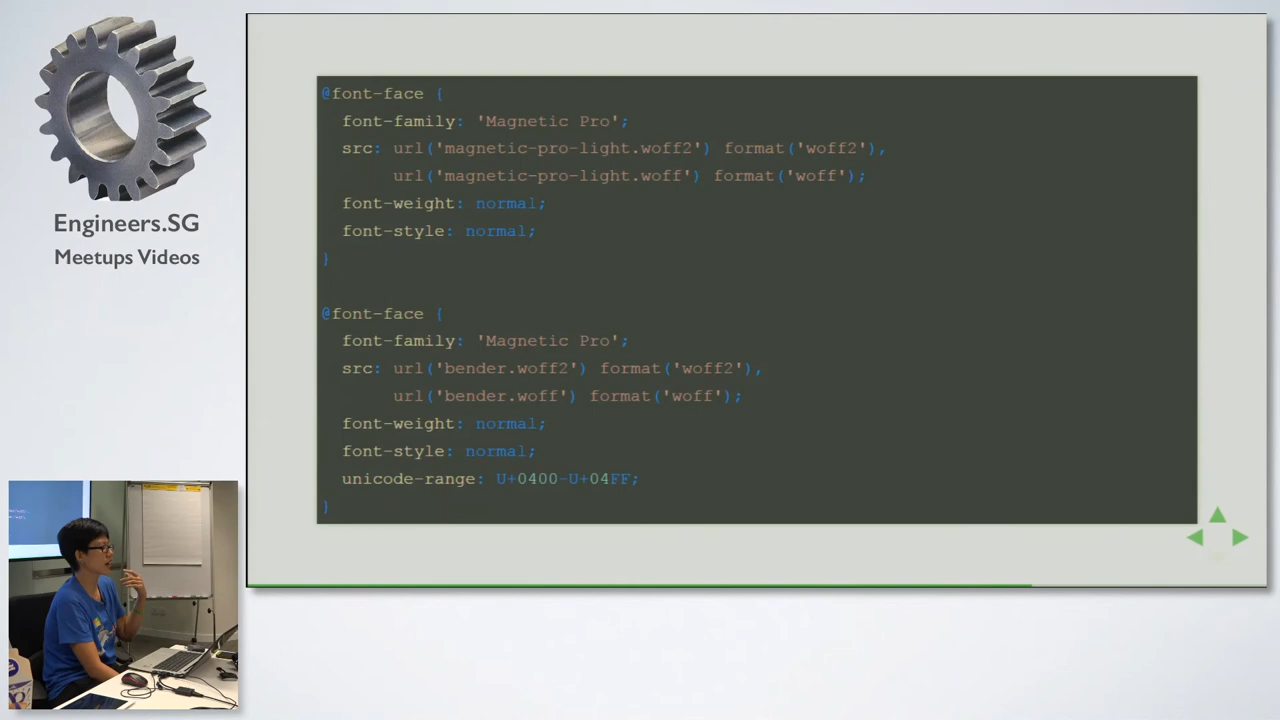 Engineers.SG
Meetups Videos
@font-face {
  font-family: 'Magnetic Pro';
  src: url('magnetic-pro-light.woff2') format('woff2'),
       url('magnetic-pro-light.woff') format('woff');
  font-weight: normal;
  font-style: normal;
}
@font-face {
  font-family: 'Magnetic Pro';
  src: url('bender.woff2') format('woff2'),
       url('bender.woff') format('woff');
  font-weight: normal;
  font-style: normal;
  unicode-range: U+0400-U+04FF;
}